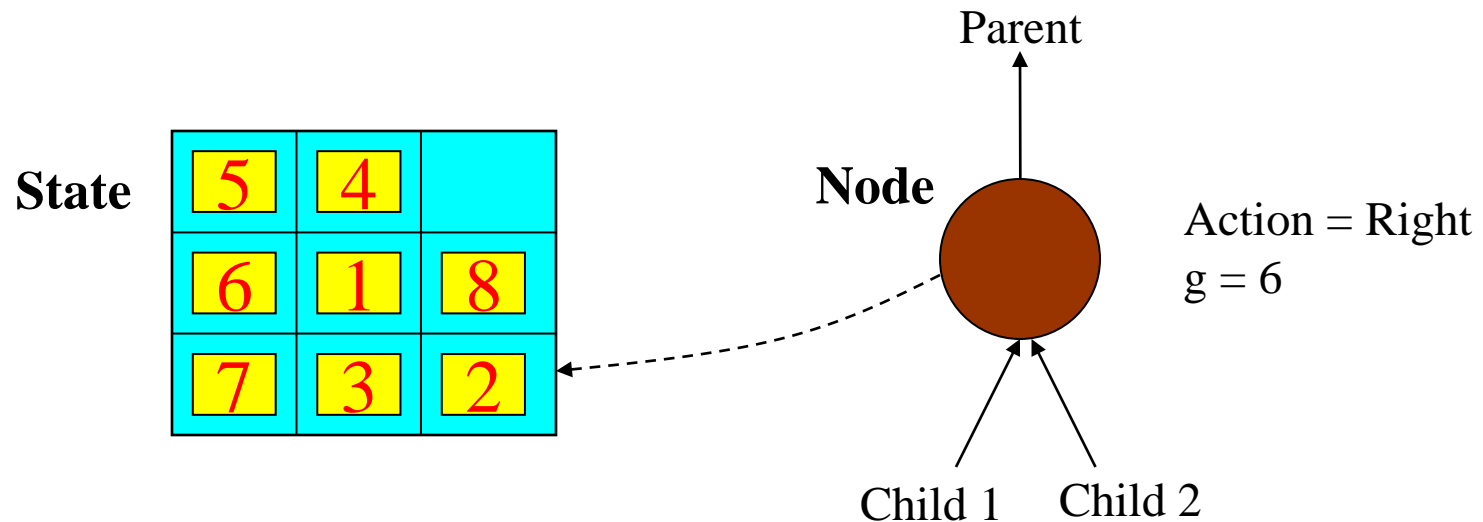 Parent
State
5 4
6 1 8
7 3 2
Node
Action = Right
g = 6
Child 1 Child 2